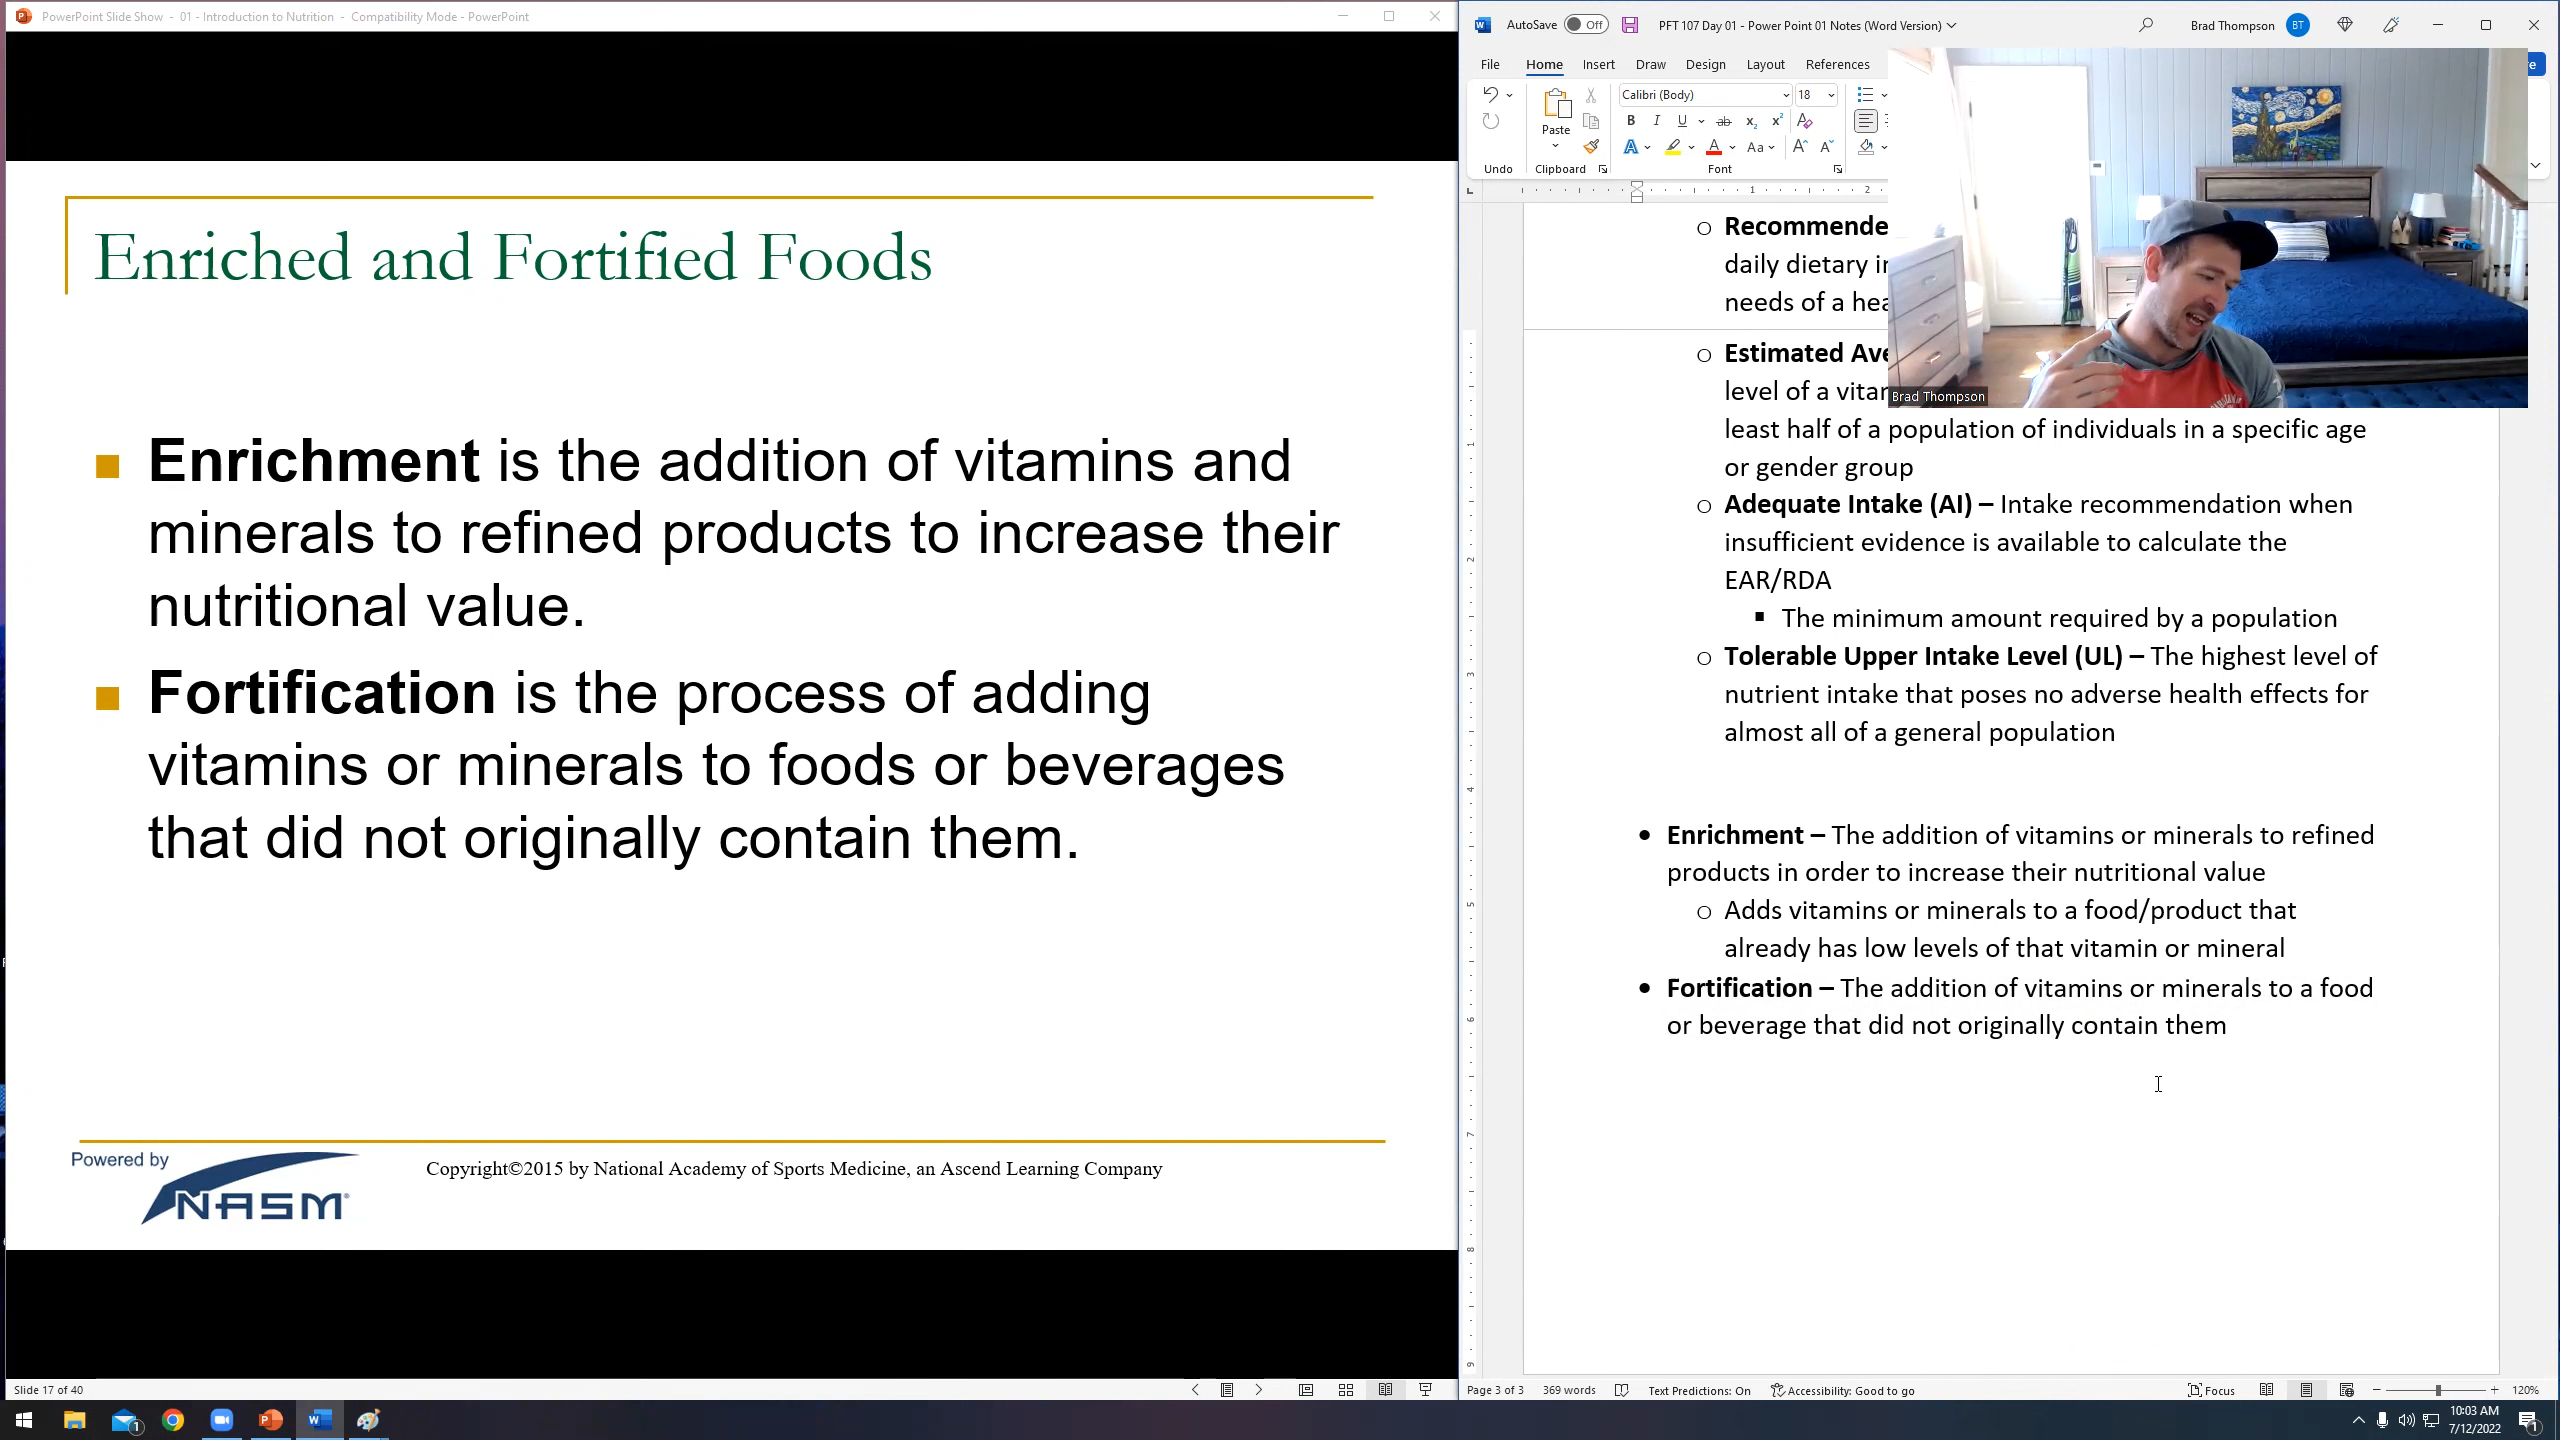 PowerPoint Slide Show - 01 - Introduction to Nutrition - Compatibility Mode - PowerPoint
Enriched and Fortified Foods
Enrichment is the addition of vitamins and
minerals to refined products to increase their
nutritional value.
Fortification is the process of adding
vitamins or minerals to foods or beverages
that did not originally contain them.
Powered by
NASM
Copyright©2015 by National Academy of Sports Medicine, an Ascend Learning Company
Slide 17 of 40
AutoSave Off PFT 107 Day 01 - Power Point 01 Notes (Word Version) Brad Thompson BT
File Home Insert Draw Design Layout References
Calibri (Body) 18
Paste
Undo Clipboard Font
Recommende
daily dietary i
needs of a hea
Estimated Ave
level of a vita
Brad Thompson
least half of a population of individuals in a specific age
or gender group
Adequate Intake (AI) – Intake recommendation when
insufficient evidence is available to calculate the
EAR/RDA
The minimum amount required by a population
Tolerable Upper Intake Level (UL) – The highest level of
nutrient intake that poses no adverse health effects for
almost all of a general population
Enrichment – The addition of vitamins or minerals to refined
products in order to increase their nutritional value
Adds vitamins or minerals to a food/product that
already has low levels of that vitamin or mineral
Fortification – The addition of vitamins or minerals to a food
or beverage that did not originally contain them
Page 3 of 3 369 words Text Predictions: On Accessibility: Good to go Focus 120%
10:03 AM
7/12/2022